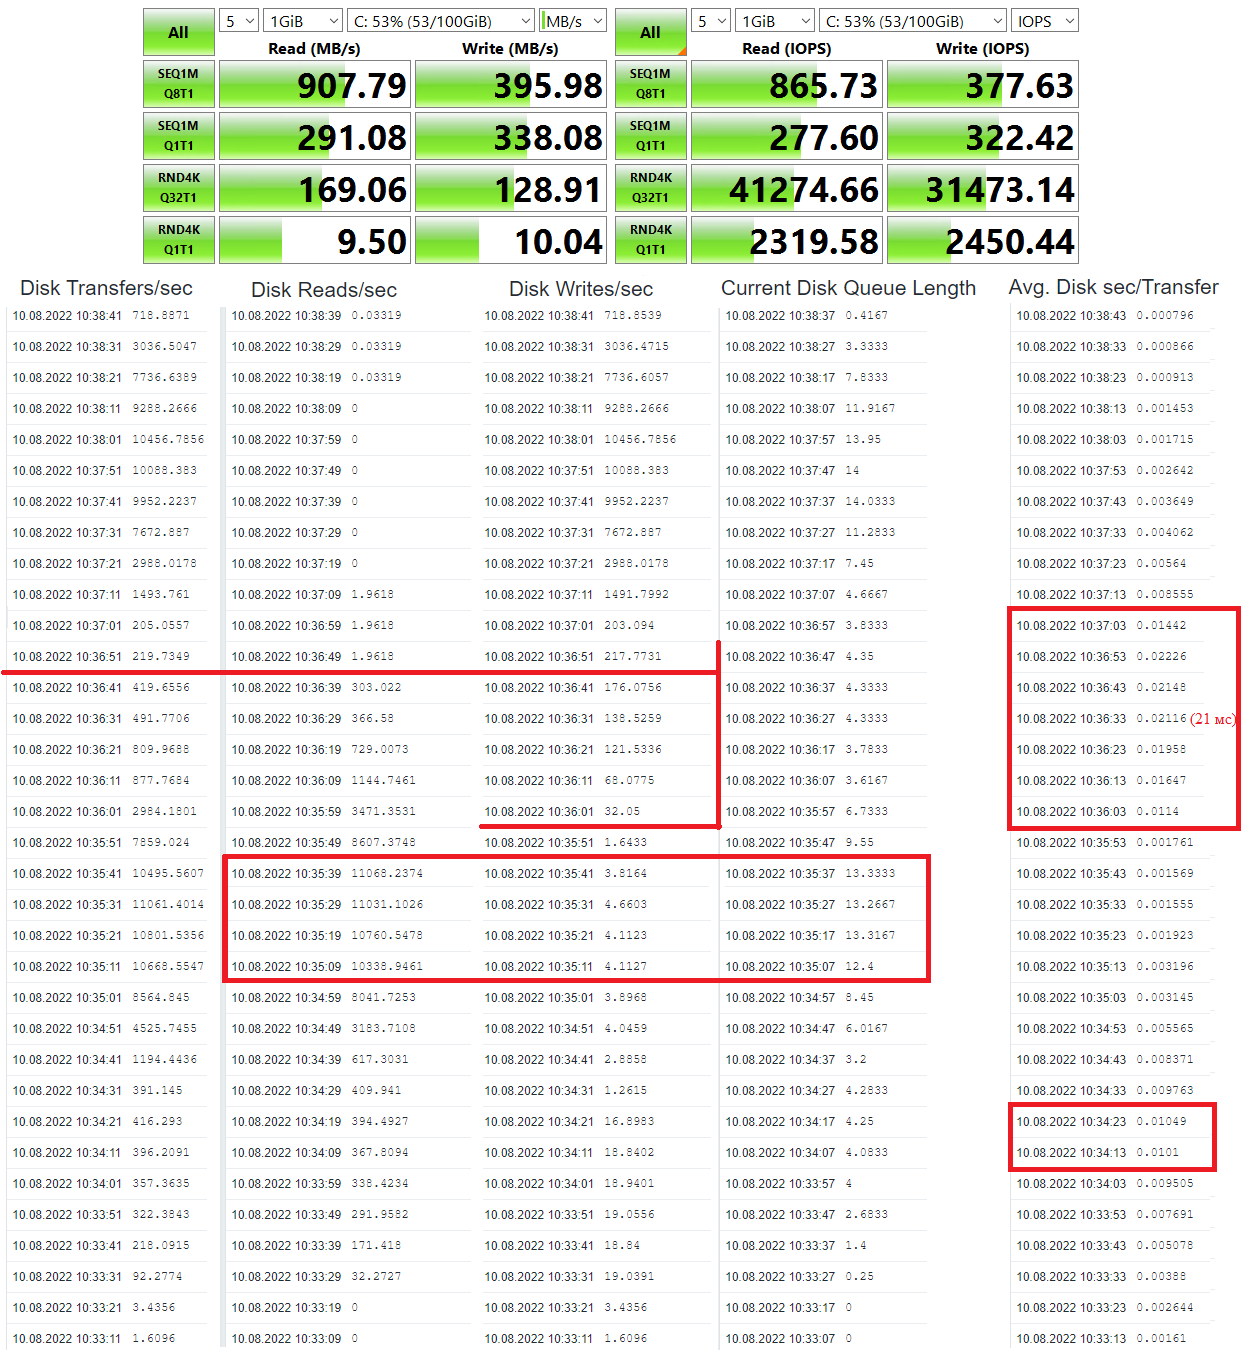 All 5 1GiB C: 53% (53/100GiB) MB/s All 5 1GiB C: 53% (53/100GiB) IOPS
Read (MB/s) Write (MB/s) Read (IOPS) Write (IOPS)
SEQ1M Q8T1 907.79 395.98 SEQ1M Q8T1 865.73 377.63
SEQ1M Q1T1 291.08 338.08 SEQ1M Q1T1 277.60 322.42
RND4K Q32T1 169.06 128.91 RND4K Q32T1 41274.66 31473.14
RND4K Q1T1 9.50 10.04 RND4K Q1T1 2319.58 2450.44
Disk Transfers/sec Disk Reads/sec Disk Writes/sec Current Disk Queue Length Avg. Disk sec/Transfer
10.08.2022 10:38:41 718.8871 10.08.2022 10:38:39 0.03319 10.08.2022 10:38:41 718.8539 10.08.2022 10:38:37 0.4167 10.08.2022 10:38:43 0.000796
10.08.2022 10:38:31 3036.5047 10.08.2022 10:38:29 0.03319 10.08.2022 10:38:31 3036.4715 10.08.2022 10:38:27 3.3333 10.08.2022 10:38:33 0.000866
10.08.2022 10:38:21 7736.6389 10.08.2022 10:38:19 0.03319 10.08.2022 10:38:21 7736.6057 10.08.2022 10:38:17 7.8333 10.08.2022 10:38:23 0.000913
10.08.2022 10:38:11 9288.2666 10.08.2022 10:38:09 0 10.08.2022 10:38:11 9288.2666 10.08.2022 10:38:07 11.9167 10.08.2022 10:38:13 0.001453
10.08.2022 10:38:01 10456.7856 10.08.2022 10:37:59 0 10.08.2022 10:38:01 10456.7856 10.08.2022 10:37:57 13.95 10.08.2022 10:38:03 0.001715
10.08.2022 10:37:51 10088.383 10.08.2022 10:37:49 0 10.08.2022 10:37:51 10088.383 10.08.2022 10:37:47 14 10.08.2022 10:37:53 0.002642
10.08.2022 10:37:41 9952.2237 10.08.2022 10:37:39 0 10.08.2022 10:37:41 9952.2237 10.08.2022 10:37:37 14.0333 10.08.2022 10:37:43 0.003649
10.08.2022 10:37:31 7672.887 10.08.2022 10:37:29 0 10.08.2022 10:37:31 7672.887 10.08.2022 10:37:27 11.2833 10.08.2022 10:37:33 0.004062
10.08.2022 10:37:21 2988.0178 10.08.2022 10:37:19 0 10.08.2022 10:37:21 2988.0178 10.08.2022 10:37:17 7.45 10.08.2022 10:37:23 0.00564
10.08.2022 10:37:11 1493.761 10.08.2022 10:37:09 1.9618 10.08.2022 10:37:11 1491.7992 10.08.2022 10:37:07 4.6667 10.08.2022 10:37:13 0.008555
10.08.2022 10:37:01 205.0557 10.08.2022 10:36:59 1.9618 10.08.2022 10:37:01 203.094 10.08.2022 10:36:57 3.8333 10.08.2022 10:37:03 0.01442
10.08.2022 10:36:51 219.7349 10.08.2022 10:36:49 1.9618 10.08.2022 10:36:51 217.7731 10.08.2022 10:36:47 4.35 10.08.2022 10:36:53 0.02226
10.08.2022 10:36:41 419.6556 10.08.2022 10:36:39 303.022 10.08.2022 10:36:41 176.0756 10.08.2022 10:36:37 4.3333 10.08.2022 10:36:43 0.02148
10.08.2022 10:36:31 491.7706 10.08.2022 10:36:29 366.58 10.08.2022 10:36:31 138.5259 10.08.2022 10:36:27 4.3333 10.08.2022 10:36:33 0.02116 (21 мс)
10.08.2022 10:36:21 809.9688 10.08.2022 10:36:19 729.0073 10.08.2022 10:36:21 121.5336 10.08.2022 10:36:17 3.7833 10.08.2022 10:36:23 0.01958
10.08.2022 10:36:11 877.7684 10.08.2022 10:36:09 1144.7461 10.08.2022 10:36:11 68.0775 10.08.2022 10:36:07 3.6167 10.08.2022 10:36:13 0.01647
10.08.2022 10:36:01 2984.1801 10.08.2022 10:35:59 3471.3531 10.08.2022 10:36:01 32.05 10.08.2022 10:35:57 6.7333 10.08.2022 10:36:03 0.0114
10.08.2022 10:35:51 7859.024 10.08.2022 10:35:49 8607.3748 10.08.2022 10:35:51 1.6433 10.08.2022 10:35:47 9.55 10.08.2022 10:35:53 0.001761
10.08.2022 10:35:41 10495.5607 10.08.2022 10:35:39 11068.2374 10.08.2022 10:35:41 3.8164 10.08.2022 10:35:37 13.3333 10.08.2022 10:35:43 0.001569
10.08.2022 10:35:31 11061.4014 10.08.2022 10:35:29 11031.1026 10.08.2022 10:35:31 4.6603 10.08.2022 10:35:27 13.2667 10.08.2022 10:35:33 0.001555
10.08.2022 10:35:21 10801.5356 10.08.2022 10:35:19 10760.5478 10.08.2022 10:35:21 4.1123 10.08.2022 10:35:17 13.3167 10.08.2022 10:35:23 0.001923
10.08.2022 10:35:11 10668.5547 10.08.2022 10:35:09 10338.9461 10.08.2022 10:35:11 4.1127 10.08.2022 10:35:07 12.4 10.08.2022 10:35:13 0.003196
10.08.2022 10:35:01 8564.845 10.08.2022 10:34:59 8041.7253 10.08.2022 10:35:01 3.8968 10.08.2022 10:34:57 8.45 10.08.2022 10:35:03 0.003145
10.08.2022 10:34:51 4525.7455 10.08.2022 10:34:49 3183.7108 10.08.2022 10:34:51 4.0459 10.08.2022 10:34:47 6.0167 10.08.2022 10:34:53 0.005565
10.08.2022 10:34:41 1194.4436 10.08.2022 10:34:39 617.3031 10.08.2022 10:34:41 2.8858 10.08.2022 10:34:37 3.2 10.08.2022 10:34:43 0.008371
10.08.2022 10:34:31 391.145 10.08.2022 10:34:29 409.941 10.08.2022 10:34:31 1.2615 10.08.2022 10:34:27 4.2833 10.08.2022 10:34:33 0.009763
10.08.2022 10:34:21 416.293 10.08.2022 10:34:19 394.4927 10.08.2022 10:34:21 16.8983 10.08.2022 10:34:17 4.25 10.08.2022 10:34:23 0.01049
10.08.2022 10:34:11 396.2091 10.08.2022 10:34:09 367.8094 10.08.2022 10:34:11 18.8402 10.08.2022 10:34:07 4.0833 10.08.2022 10:34:13 0.0101
10.08.2022 10:34:01 357.3635 10.08.2022 10:33:59 338.4234 10.08.2022 10:34:01 18.9401 10.08.2022 10:33:57 4 10.08.2022 10:34:03 0.009505
10.08.2022 10:33:51 322.3843 10.08.2022 10:33:49 291.9582 10.08.2022 10:33:51 19.0556 10.08.2022 10:33:47 2.6833 10.08.2022 10:33:53 0.007691
10.08.2022 10:33:41 218.0915 10.08.2022 10:33:39 171.418 10.08.2022 10:33:41 18.84 10.08.2022 10:33:37 1.4 10.08.2022 10:33:43 0.005078
10.08.2022 10:33:31 92.2774 10.08.2022 10:33:29 32.2727 10.08.2022 10:33:31 19.0391 10.08.2022 10:33:27 0.25 10.08.2022 10:33:33 0.00388
10.08.2022 10:33:21 3.4356 10.08.2022 10:33:19 0 10.08.2022 10:33:21 3.4356 10.08.2022 10:33:17 0 10.08.2022 10:33:23 0.002644
10.08.2022 10:33:11 1.6096 10.08.2022 10:33:09 0 10.08.2022 10:33:11 1.6096 10.08.2022 10:33:07 0 10.08.2022 10:33:13 0.00161